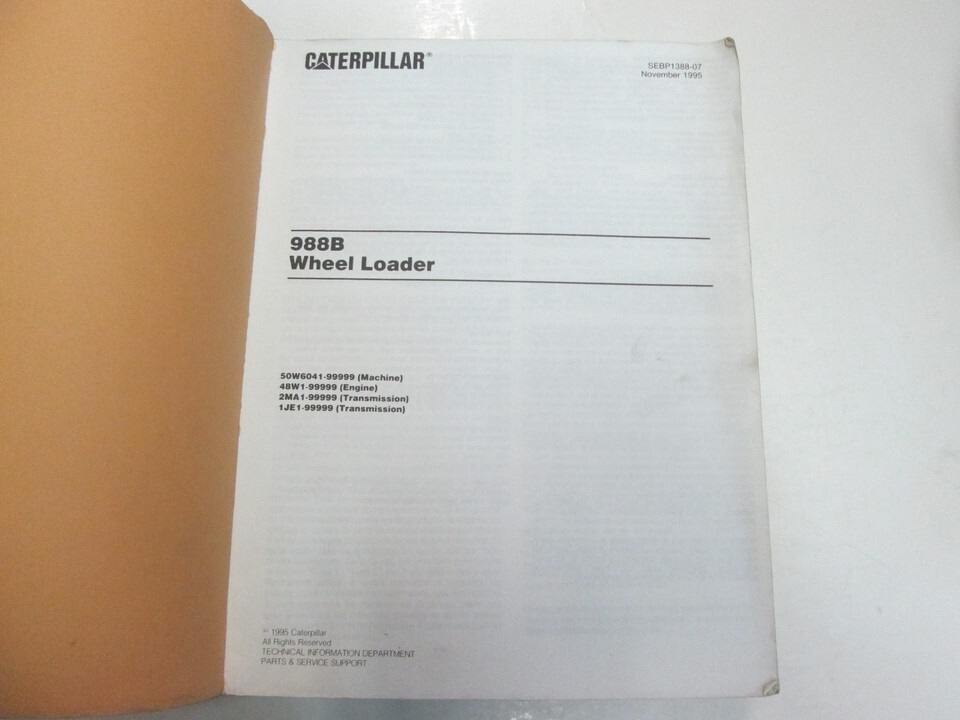 CATERPILLAR®
SEBP1388-07
November 1995
988B
Wheel Loader
50W6041-99999 (Machine)
48W1-99999 (Engine)
2MA1-99999 (Transmission)
1JE1-99999 (Transmission)
© 1995 Caterpillar
All Rights Reserved
TECHNICAL INFORMATION DEPARTMENT
PARTS & SERVICE SUPPORT